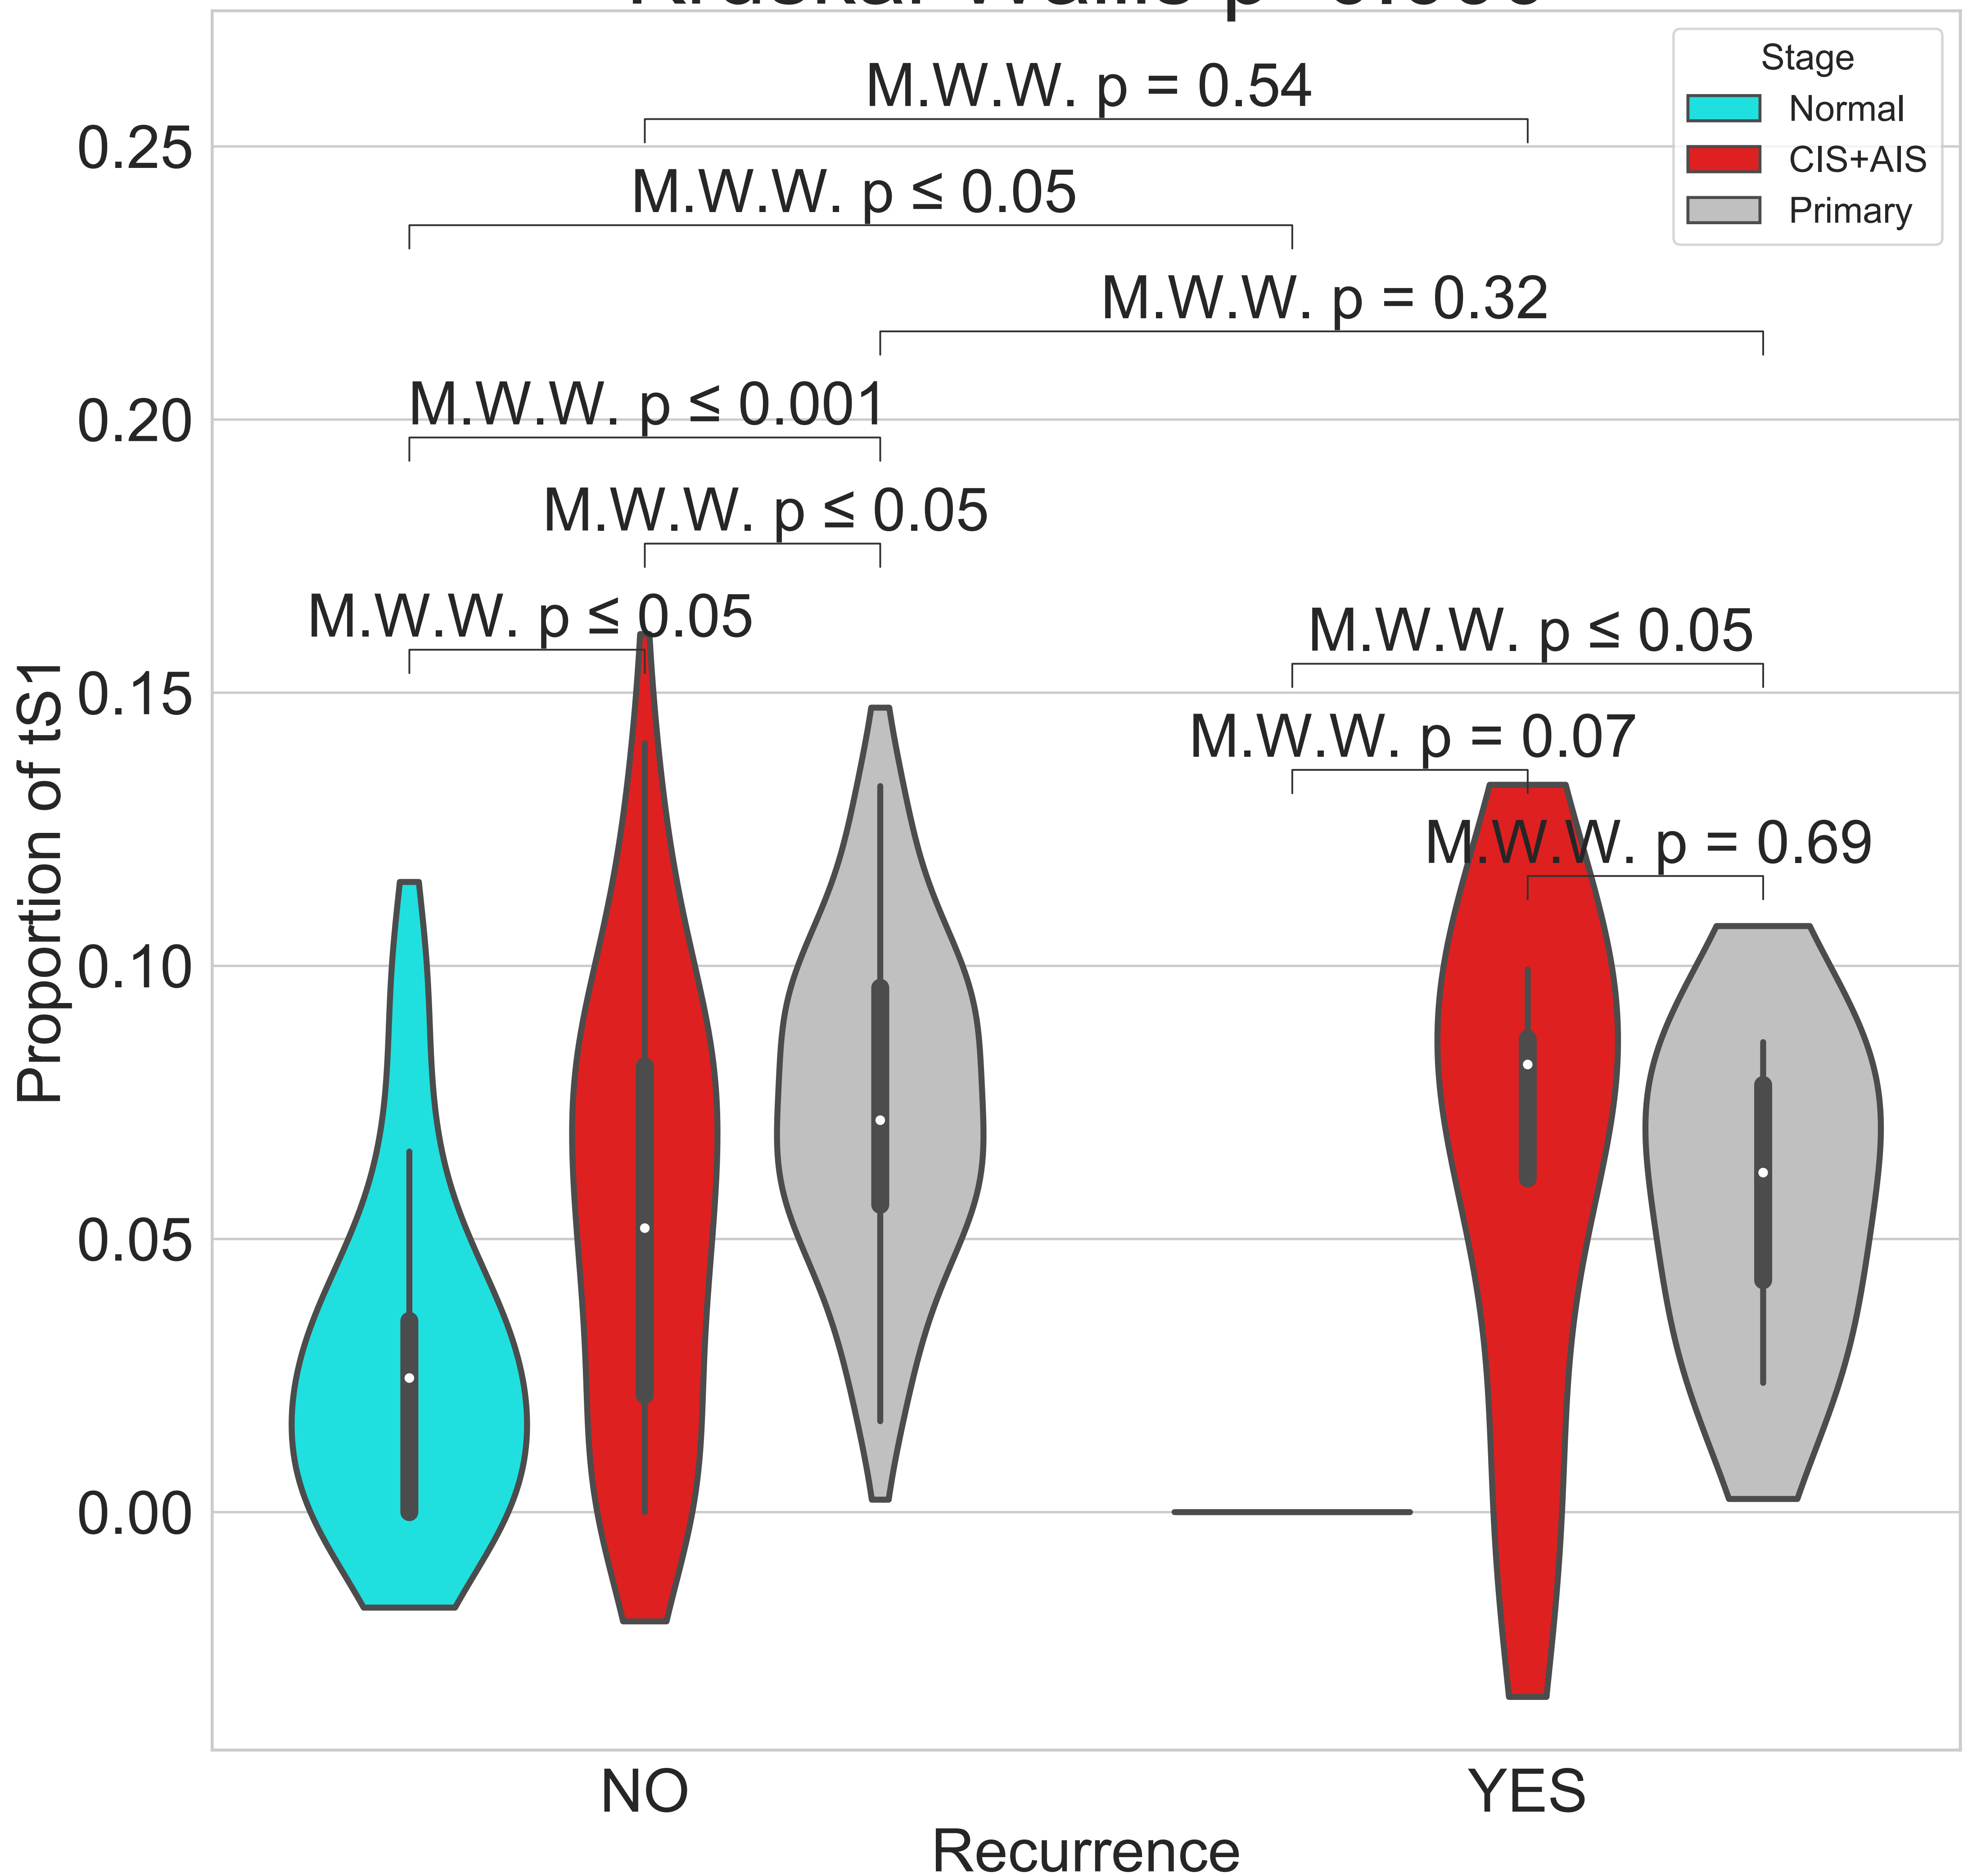 Stage
Normal
CIS+AIS
Primary
M.W.W. p = 0.54
M.W.W. p ≤ 0.05
M.W.W. p = 0.32
M.W.W. p ≤ 0.001
M.W.W. p ≤ 0.05
M.W.W. p ≤ 0.05
M.W.W. p ≤ 0.05
M.W.W. p = 0.07
M.W.W. p = 0.69
0.25
0.20
0.15
0.10
0.05
0.00
Proportion of tS1
NO
YES
Recurrence